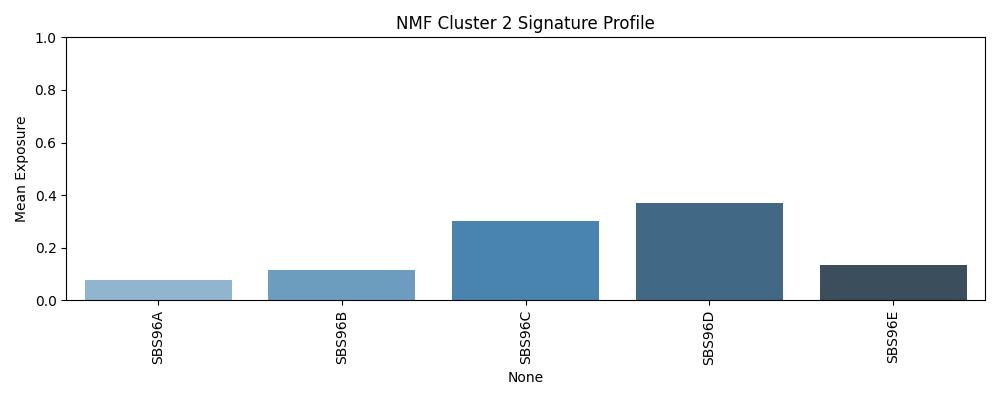 NMF Cluster 2 Signature Profile
1.0
0.8
0.6
0.4
0.2
0.0
Mean Exposure
SBS96A
SBS96B
SBS96C
SBS96D
SBS96E
None